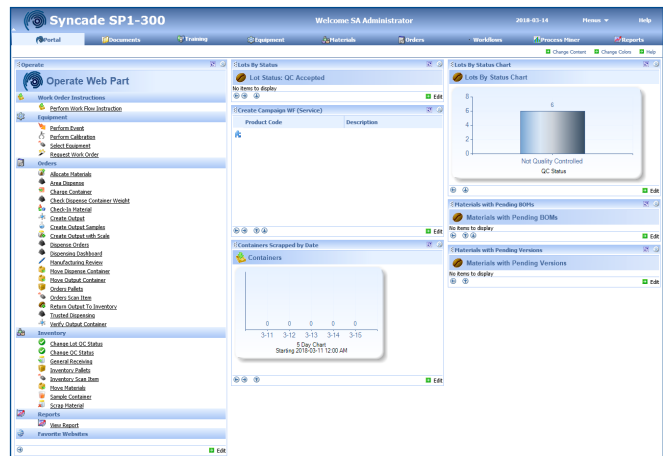 Syncade SP1-300
Welcome SA Administrator
2018-03-14
Menus
Help
Portal
Documents
Training
Equipment
Materials
Orders
Workflows
Process Miner
Reports
Change Content
Change Colors
Help
Operate
Operate Web Part
Work Order Instructions
Perform Work Flow Instruction
Equipment
Perform Event
Perform Calibration
Select Equipment
Request Work Order
Orders
Allocate Materials
Area Dispense
Charge Container
Check Dispense Container Weight
Check-In Material
Create Output
Create Output Samples
Create Output with Scale
Dispense Orders
Dispensing Dashboard
Manufacturing Review
Move Dispense Container
Move Output Container
Orders Pallets
Orders Scan Item
Return Output To Inventory
Trusted Dispensing
Verify Output Container
Inventory
Change Lot QC Status
Change QC Status
General Receiving
Inventory Pallets
Inventory Scan Item
Move Materials
Sample Container
Scrap Material
Reports
View Report
Favorite Websites
Edit
Lots By Status
Lot Status: QC Accepted
No items to display
Edit
Create Campaign WF (Service)
Product Code Description
Edit
Containers Scrapped by Date
Containers
0 0 0 0 0
3-11 3-12 3-13 3-14 3-15
5 Day Chart
Starting 2018-03-11 12:00 AM
Edit
Lots By Status Chart
Lots By Status Chart
8
6
4
2
0
6
Not Quality Controlled
QC Status
Edit
Materials with Pending BOMs
Materials with Pending BOMs
No items to display
Edit
Materials with Pending Versions
Materials with Pending Versions
No items to display
Edit